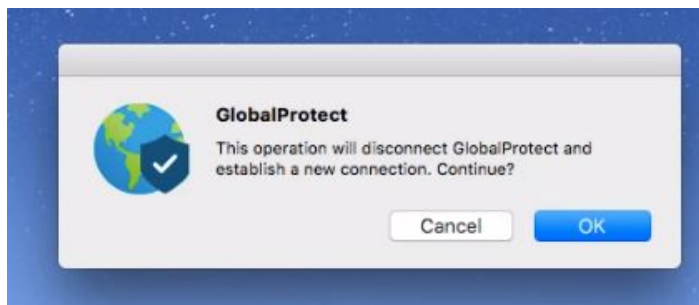 GlobalProtect
This operation will disconnect GlobalProtect and
establish a new connection. Continue?
Cancel
OK